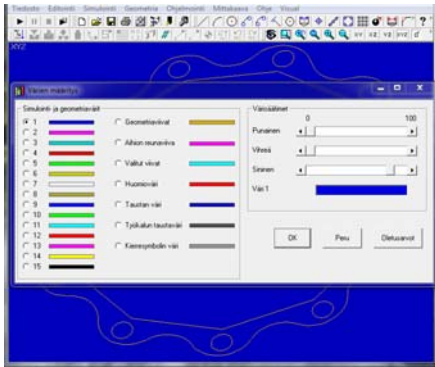 Tiedosto Editointi Simulointi Geometria Ohjelmointi Mittakaava Ohje Visual
XYZ
Värien määritys
Simulointi ja geometriavärit
1 Geometriaviivat
2
3 Aihion reunaviiva
4
5 Valitut viivat
6
7 Huomioväri
8
9 Taustan väri
10
11 Työkalun taustaväri
12
13 Kierresymbolin väri
14
15
Värisäätimet
0 100
Punainen
Vihreä
Sininen
Väri 1
OK Peru Oletusarvot